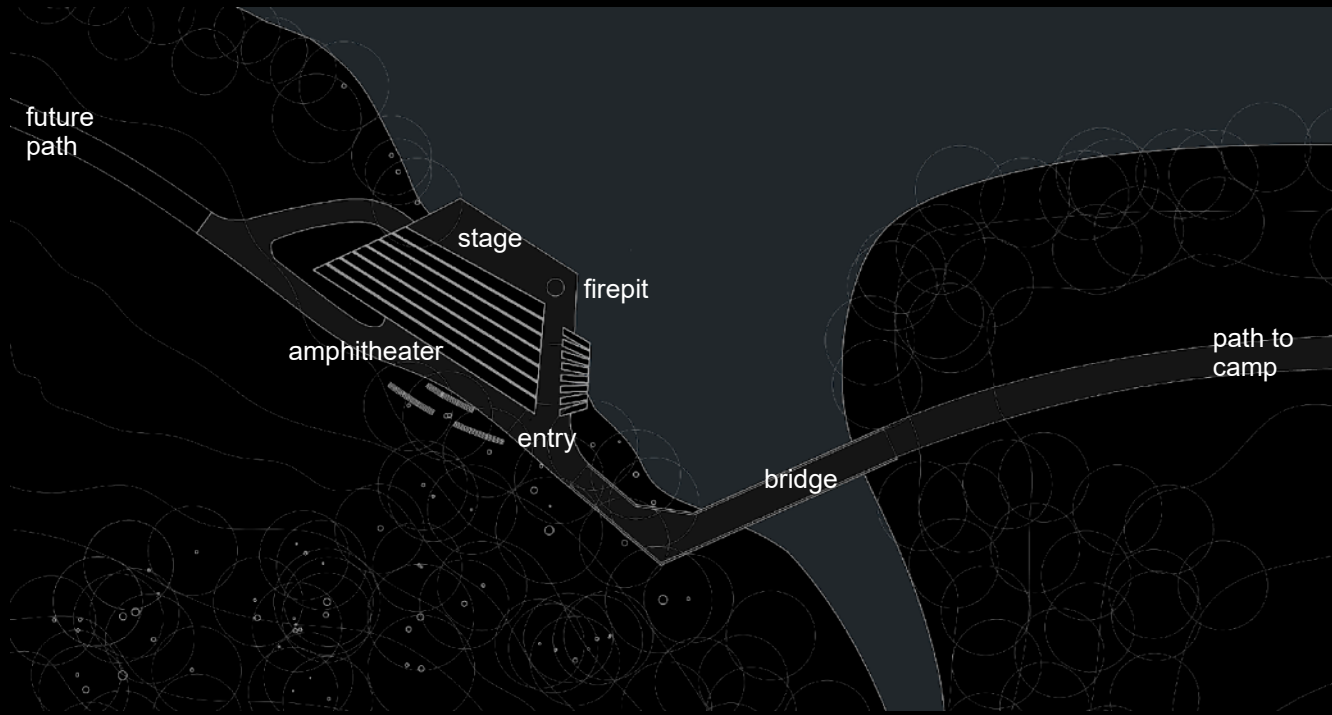 future
path
stage
firepit
amphitheater
path to
camp
entry
bridge